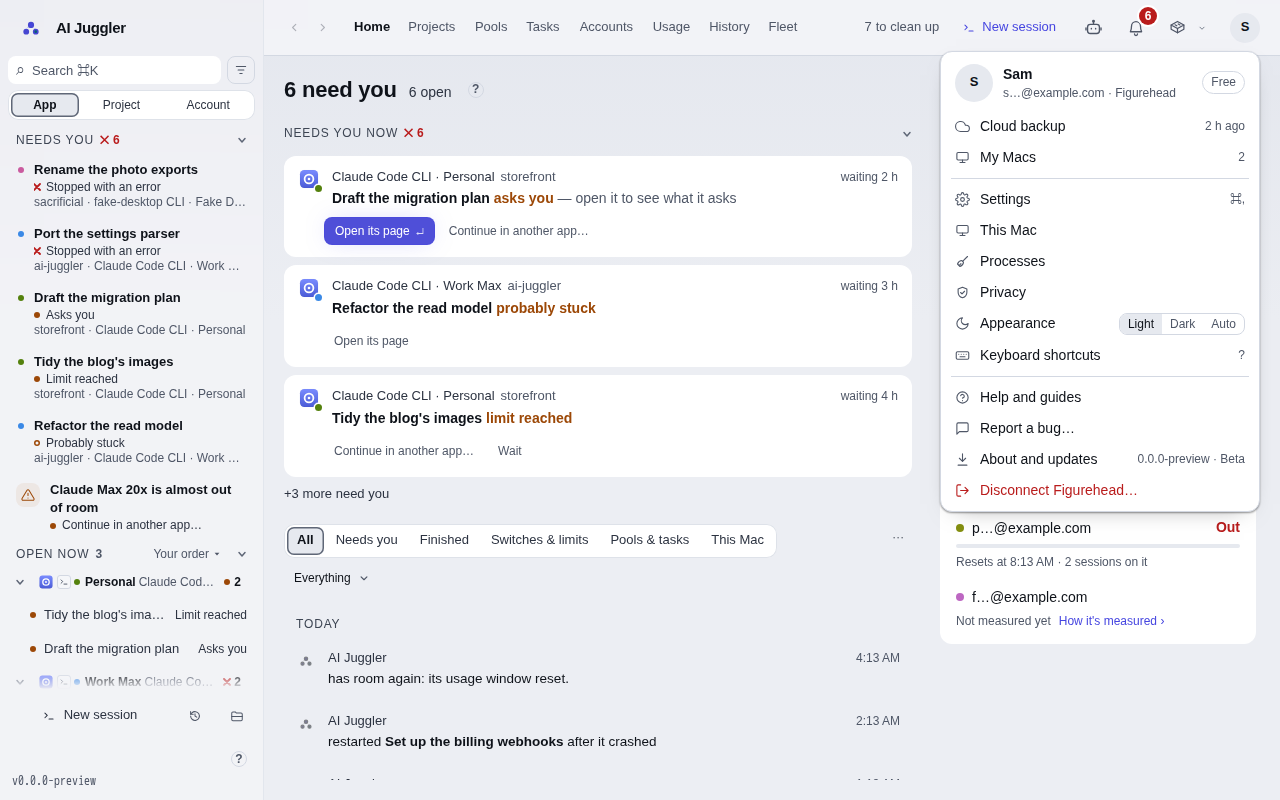 AI Juggler
Search ⌘K
App
Project
Account
NEEDS YOU 6
Rename the photo exports
Stopped with an error
sacrificial · fake-desktop CLI · Fake D…
Port the settings parser
Stopped with an error
ai-juggler · Claude Code CLI · Work …
Draft the migration plan
Asks you
storefront · Claude Code CLI · Personal
Tidy the blog's images
Limit reached
storefront · Claude Code CLI · Personal
Refactor the read model
Probably stuck
ai-juggler · Claude Code CLI · Work …
Claude Max 20x is almost out
of room
Continue in another app…
OPEN NOW 3
Your order
Personal Claude Cod… 2
Tidy the blog's ima… Limit reached
Draft the migration plan Asks you
Work Max Claude Co… 2
New session
?
v0.0.0-preview
Home
Projects
Pools
Tasks
Accounts
Usage
History
Fleet
7 to clean up
New session
6
S
6 need you 6 open ?
NEEDS YOU NOW 6
Claude Code CLI · Personal storefront waiting 2 h
Draft the migration plan asks you — open it to see what it asks
Open its page
Continue in another app…
Claude Code CLI · Work Max ai-juggler waiting 3 h
Refactor the read model probably stuck
Open its page
Claude Code CLI · Personal storefront waiting 4 h
Tidy the blog's images limit reached
Continue in another app… Wait
+3 more need you
All
Needs you
Finished
Switches & limits
Pools & tasks
This Mac
…
Everything
TODAY
AI Juggler 4:13 AM
has room again: its usage window reset.
AI Juggler 2:13 AM
restarted Set up the billing webhooks after it crashed
S
Sam
s…@example.com · Figurehead
Free
Cloud backup 2 h ago
My Macs 2
Settings ⌘,
This Mac
Processes
Privacy
Appearance Light Dark Auto
Keyboard shortcuts ?
Help and guides
Report a bug…
About and updates 0.0.0-preview · Beta
Disconnect Figurehead…
p…@example.com Out
Resets at 8:13 AM · 2 sessions on it
f…@example.com
Not measured yet How it's measured ›